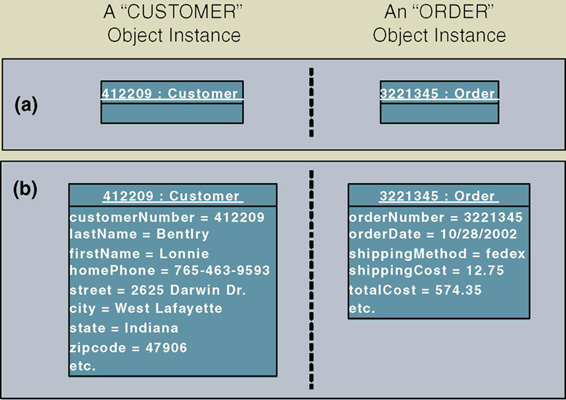 A “CUSTOMER”
Object Instance
An “ORDER”
Object Instance
(a)
412209 : Customer
3221345 : Order
(b)
412209 : Customer
customerNumber = 412209
lastName = Bentlry
firstName = Lonnie
homePhone = 765-463-9593
street = 2625 Darwin Dr.
city = West Lafayette
state = Indiana
zipcode = 47906
etc.
3221345 : Order
orderNumber = 3221345
orderDate = 10/28/2002
shippingMethod = fedex
shippingCost = 12.75
totalCost = 574.35
etc.